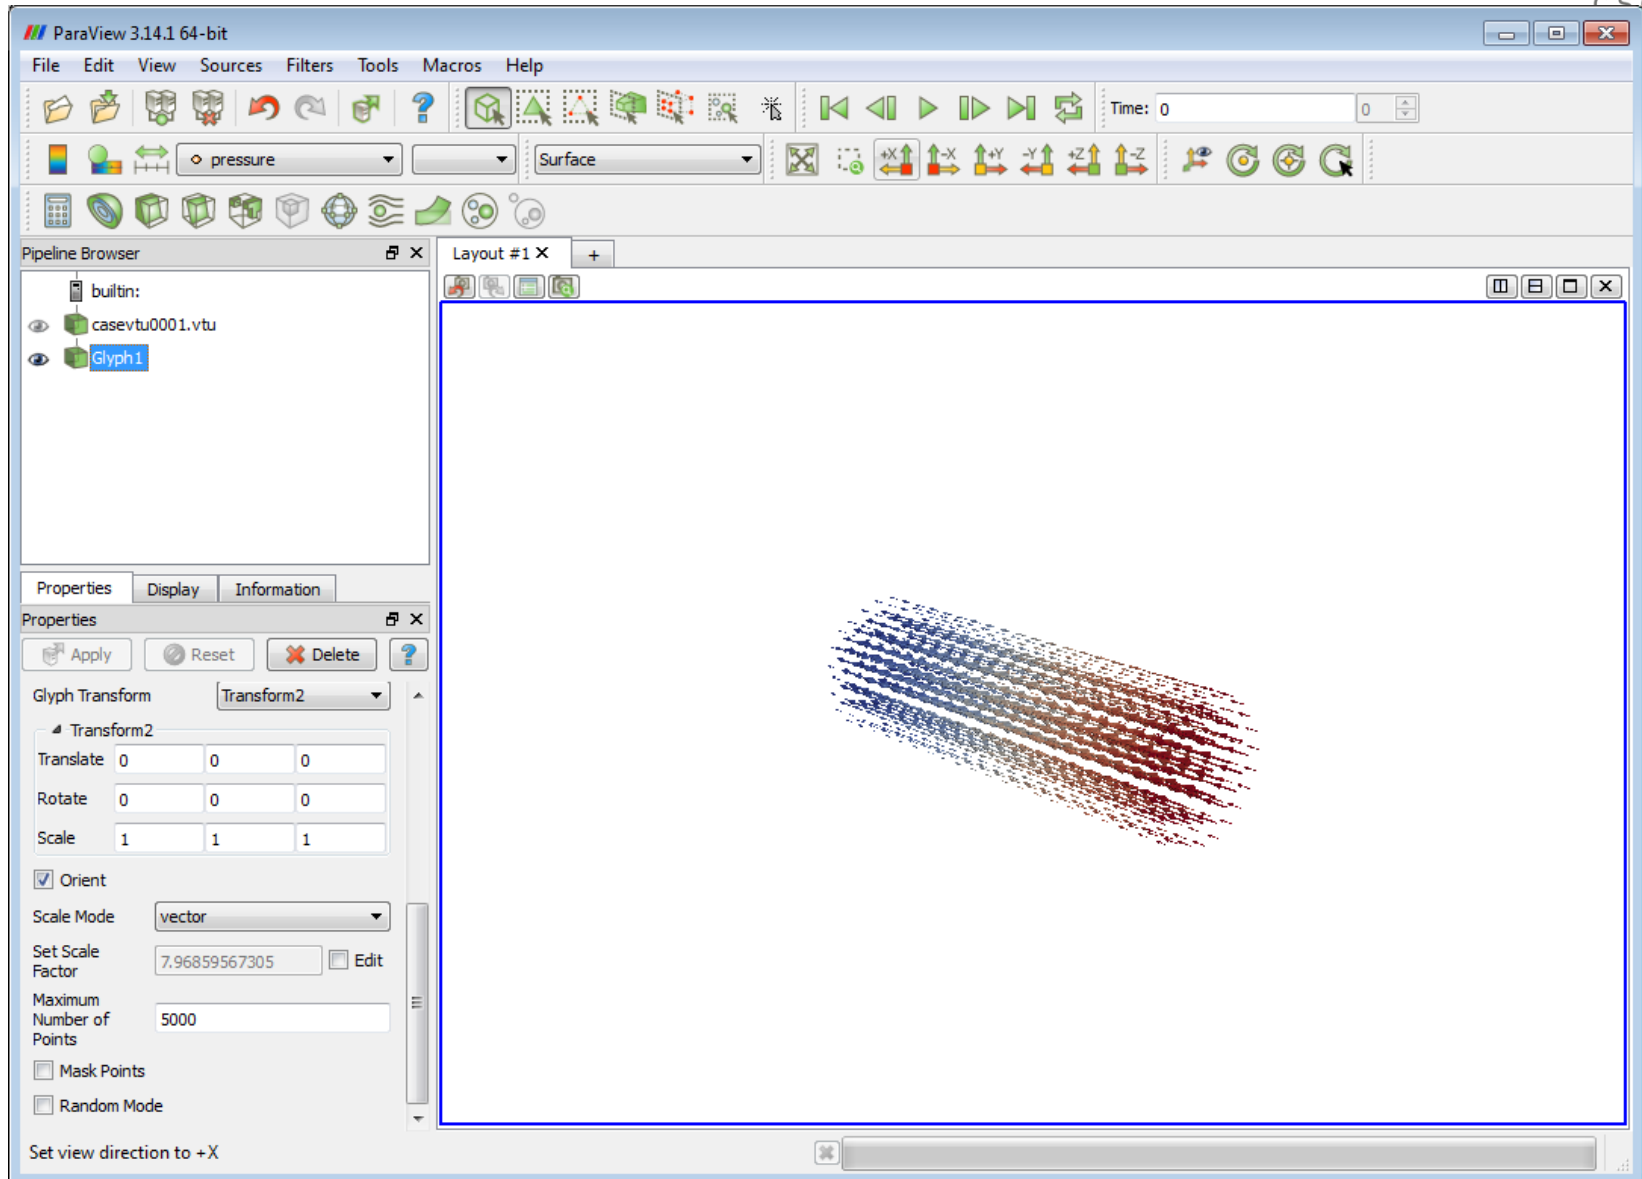 ParaView 3.14.1 64-bit
File Edit View Sources Filters Tools Macros Help
Time: 0 0
pressure Surface +X -X +Y -Y +Z -Z
Pipeline Browser
Layout #1 +
builtin:
casevtu0001.vtu
Glyph1
Properties Display Information
Properties
Apply Reset Delete ?
Glyph Transform Transform2
Transform2
Translate 0 0 0
Rotate 0 0 0
Scale 1 1 1
Orient
Scale Mode vector
Set Scale
Factor
7.96859567305 Edit
Maximum
Number of
Points
5000
Mask Points
Random Mode
Set view direction to +X